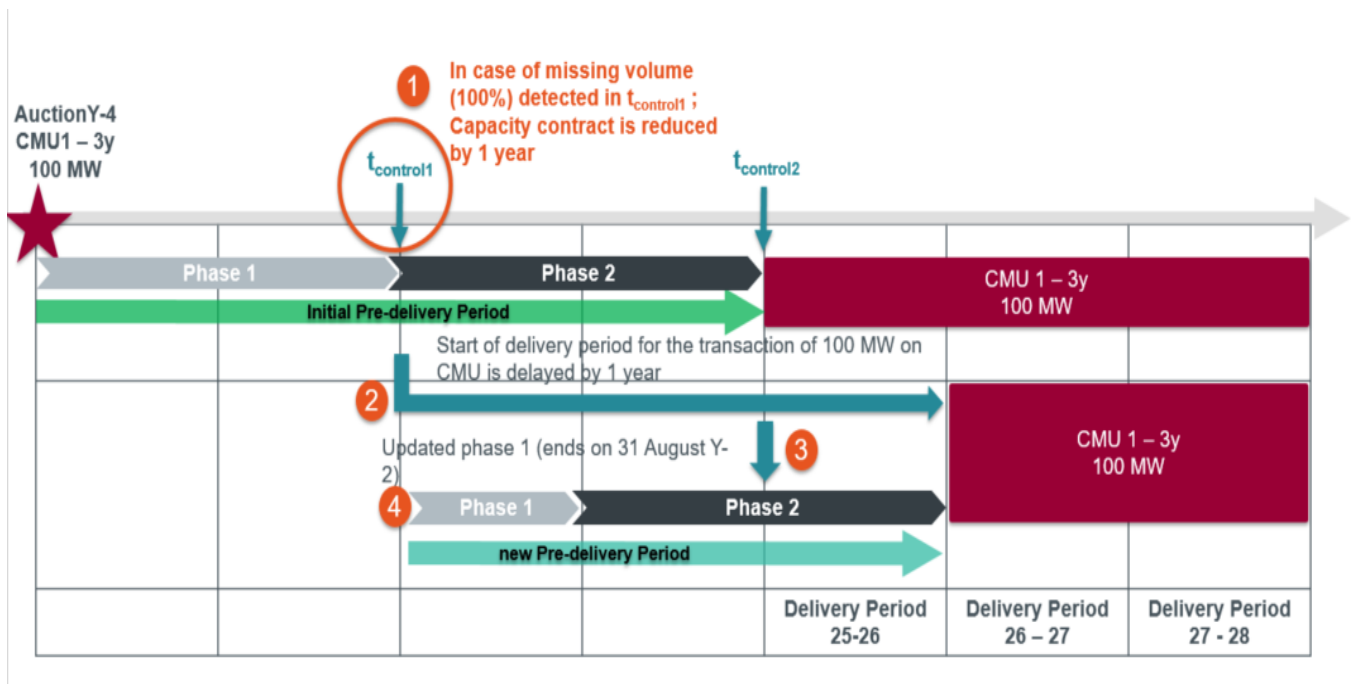 AuctionY-4
CMU1 – 3y
100 MW
1
In case of missing volume
(100%) detected in tcontrol1 ;
Capacity contract is reduced
by 1 year
tcontrol1
tcontrol2
Phase 1
Phase 2
CMU 1 – 3y
100 MW
Initial Pre-delivery Period
Start of delivery period for the transaction of 100 MW on
CMU is delayed by 1 year
2
CMU 1 – 3y
100 MW
Updated phase 1 (ends on 31 August Y-
2)
3
4
Phase 1
Phase 2
new Pre-delivery Period
Delivery Period
25-26
Delivery Period
26 – 27
Delivery Period
27 - 28